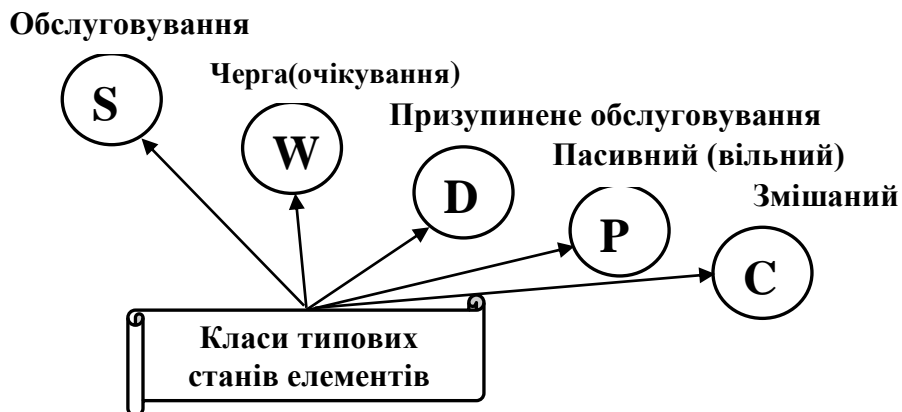 Обслуговування
S
Черга(очікування)
W
Призупинене обслуговування
D
Пасивний (вільний)
P
Змішаний
C
Класи типових
станів елементів